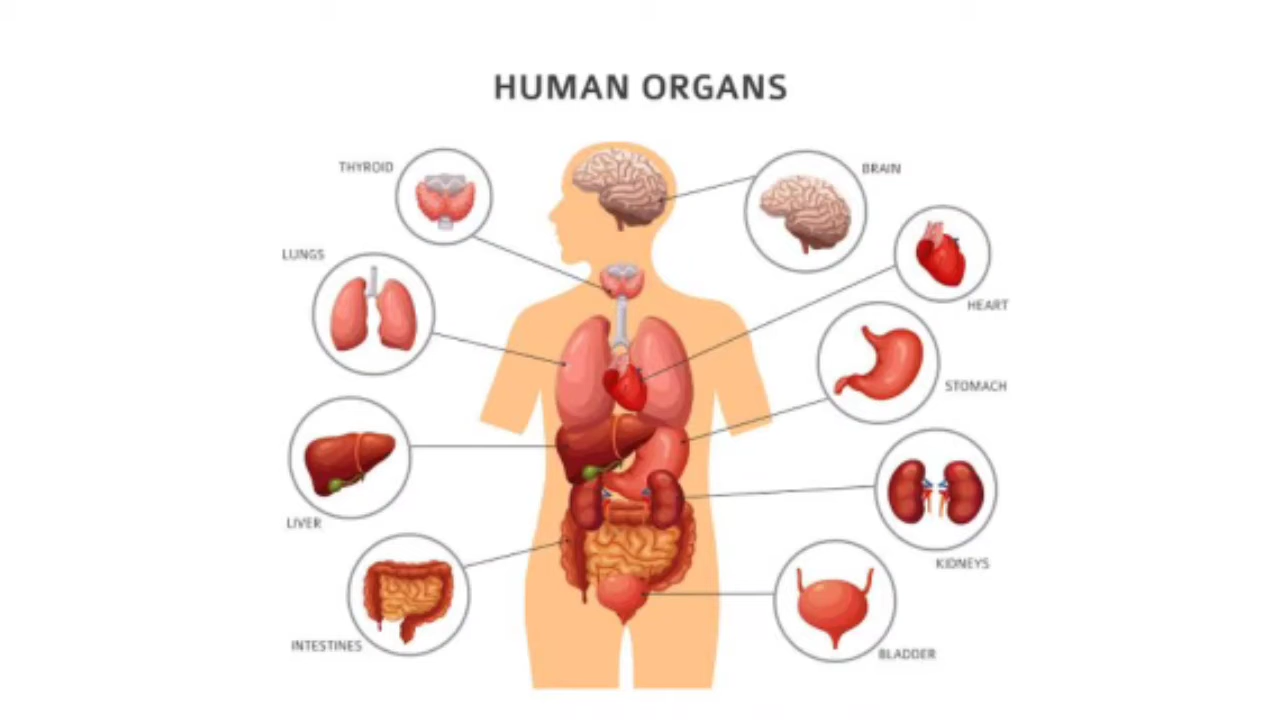 HUMAN ORGANS
THYROID
BRAIN
LUNGS
HEART
STOMACH
LIVER
KIDNEYS
INTESTINES
BLADDER